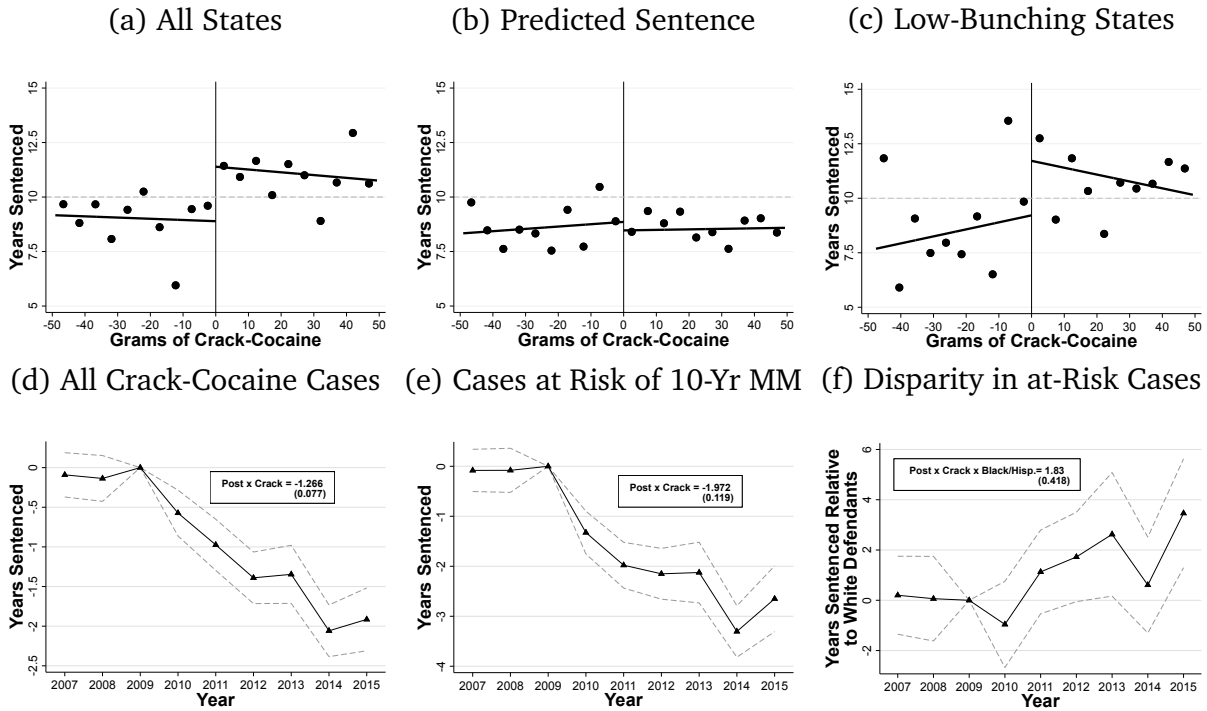 (a) All States
(b) Predicted Sentence
(c) Low-Bunching States
Years Sentenced
15
12.5
10
7.5
5
-50 -40 -30 -20 -10 0 10 20 30 40 50
Grams of Crack-Cocaine
Years Sentenced
15
12.5
10
7.5
5
-50 -40 -30 -20 -10 0 10 20 30 40 50
Grams of Crack-Cocaine
Years Sentenced
15
12.5
10
7.5
5
-50 -40 -30 -20 -10 0 10 20 30 40 50
Grams of Crack-Cocaine
(d) All Crack-Cocaine Cases
(e) Cases at Risk of 10-Yr MM
(f) Disparity in at-Risk Cases
Years Sentenced
0
-.5
-1
-1.5
-2
-2.5
Post x Crack = -1.266
(0.077)
2007 2008 2009 2010 2011 2012 2013 2014 2015
Year
Years Sentenced
0
-1
-2
-3
-4
Post x Crack = -1.972
(0.119)
2007 2008 2009 2010 2011 2012 2013 2014 2015
Year
Years Sentenced Relative
to White Defendants
6
4
2
0
-2
Post x Crack x Black/Hisp.= 1.83
(0.418)
2007 2008 2009 2010 2011 2012 2013 2014 2015
Year